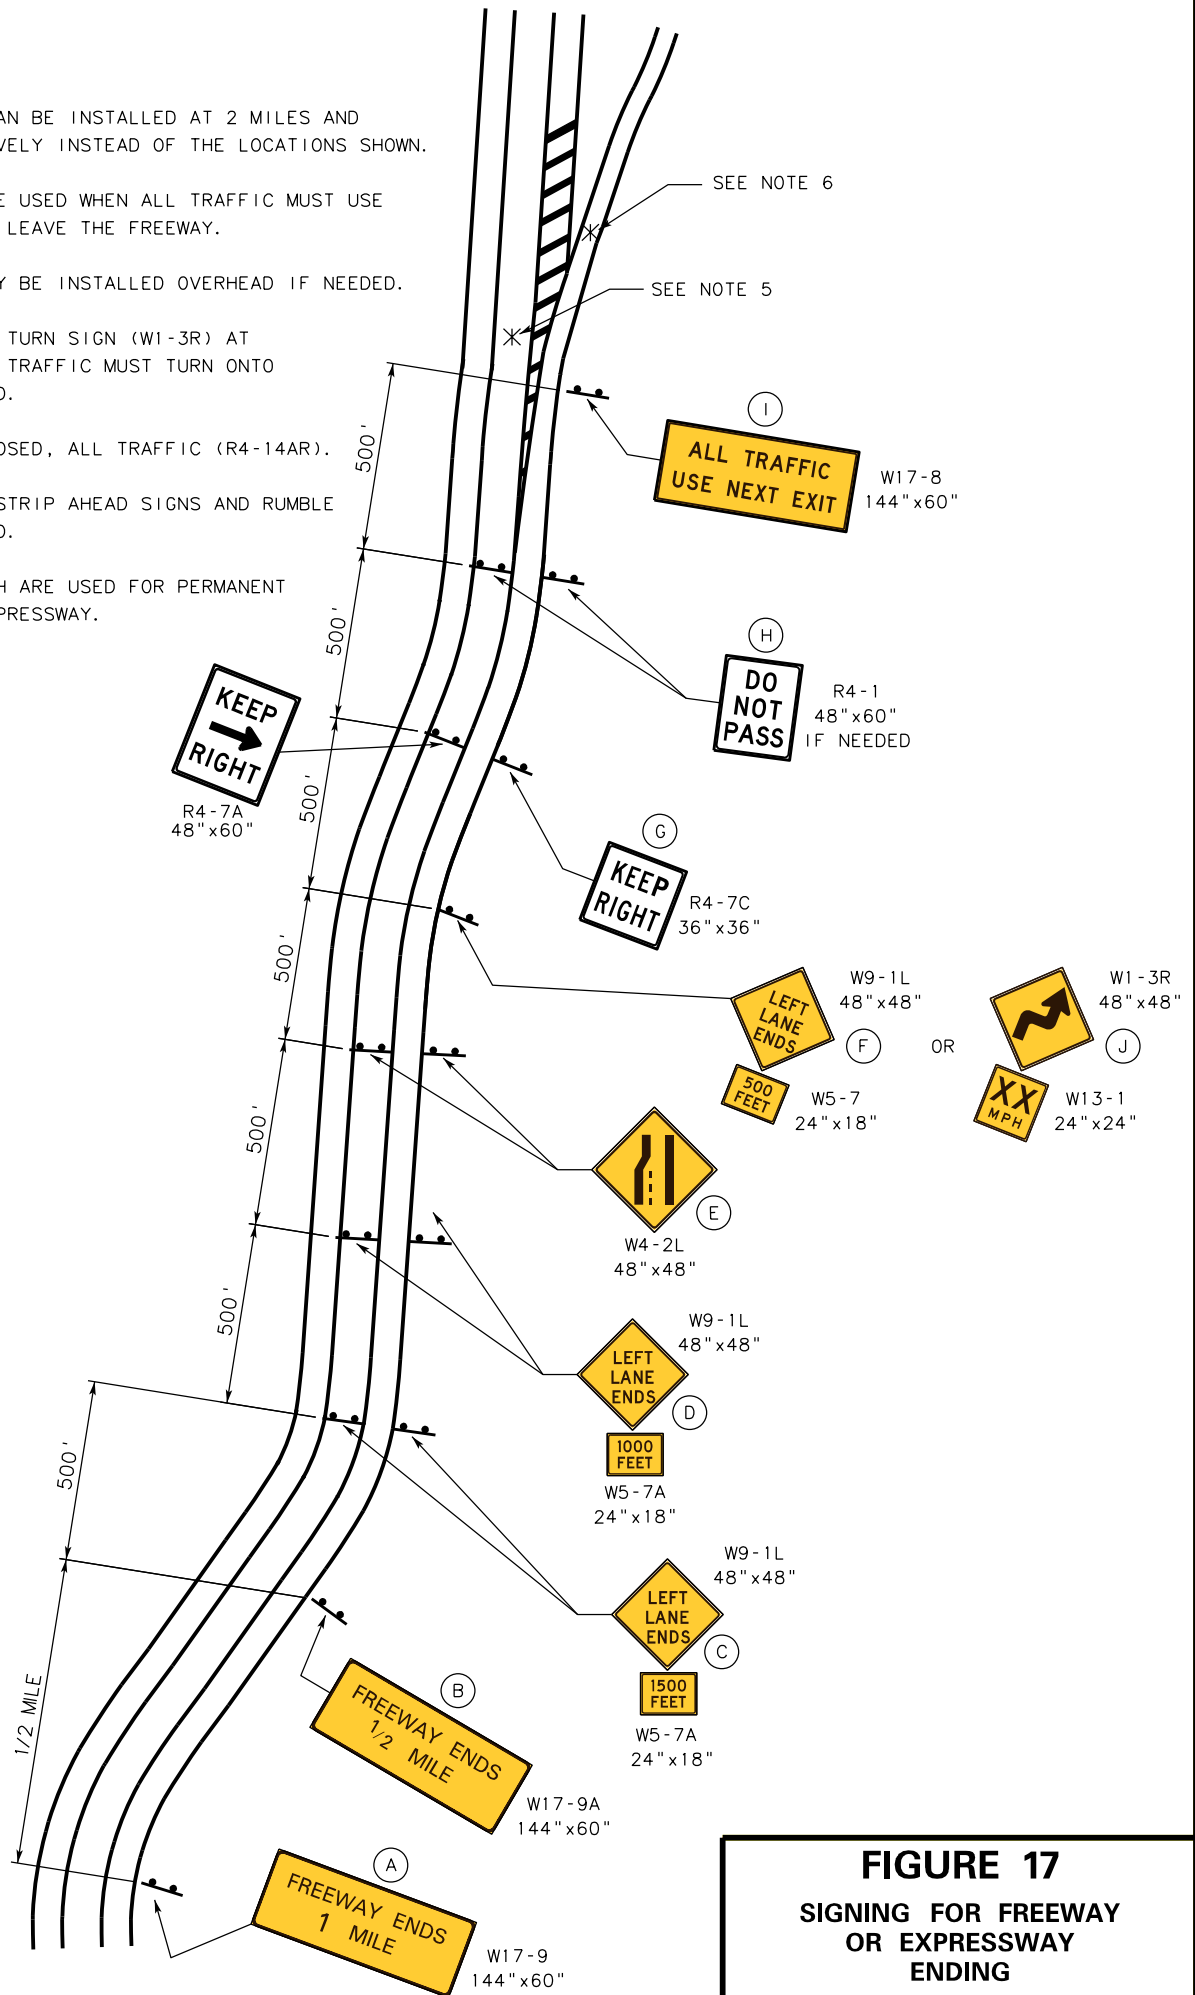 AN BE INSTALLED AT 2 MILES AND
VELY INSTEAD OF THE LOCATIONS SHOWN.
E USED WHEN ALL TRAFFIC MUST USE
LEAVE THE FREEWAY.
Y BE INSTALLED OVERHEAD IF NEEDED.
TURN SIGN (W1-3R) AT
TRAFFIC MUST TURN ONTO
D.
OSED, ALL TRAFFIC (R4-14AR).
STRIP AHEAD SIGNS AND RUMBLE
D.
H ARE USED FOR PERMANENT
PRESSWAY.
SEE NOTE 6
SEE NOTE 5
500'
I
ALL TRAFFIC
USE NEXT EXIT
W17-8
144"x60"
500'
H
DO
NOT
PASS
R4-1
48"x60"
IF NEEDED
KEEP
RIGHT
R4-7A
48"x60"
500'
G
KEEP
RIGHT
R4-7C
36"x36"
500'
W9-1L
48"x48"
LEFT
LANE
ENDS
F
500
FEET
W5-7
24"x18"
OR
W1-3R
48"x48"
J
XX
MPH
W13-1
24"x24"
500'
E
W4-2L
48"x48"
500'
W9-1L
48"x48"
LEFT
LANE
ENDS
D
1000
FEET
W5-7A
24"x18"
500'
W9-1L
48"x48"
LEFT
LANE
ENDS
C
1500
FEET
W5-7A
24"x18"
1/2 MILE
B
FREEWAY ENDS
1/2 MILE
W17-9A
144"x60"
A
FREEWAY ENDS
1 MILE
W17-9
144"x60"
FIGURE 17
SIGNING FOR FREEWAY
OR EXPRESSWAY
ENDING